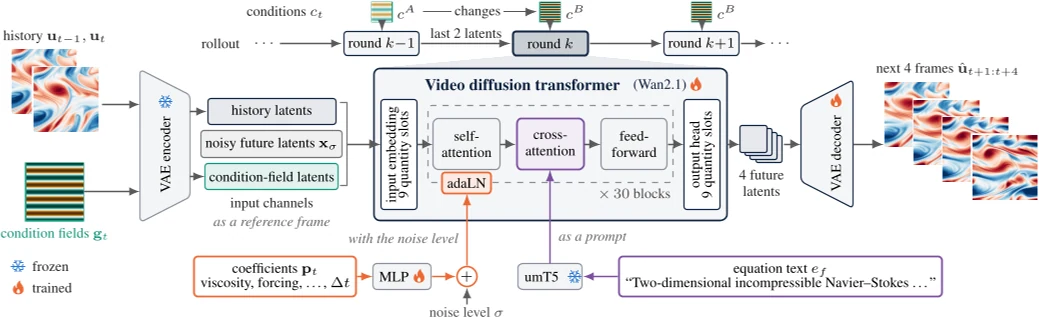 conditions c_t
c^A
changes
c^B
c^B
rollout ...
round k−1
last 2 latents
round k
round k+1
...
history u_{t−1}, u_t
VAE encoder
history latents
noisy future latents x_σ
condition-field latents
input channels
as a reference frame
condition fields g_t
frozen
trained
Video diffusion transformer (Wan2.1)
input embedding
9 quantity slots
self-
attention
cross-
attention
feed-
forward
adaLN
× 30 blocks
output head
9 quantity slots
4 future
latents
VAE decoder
next 4 frames û_{t+1:t+4}
with the noise level
as a prompt
coefficients p_t
viscosity, forcing, ..., Δt
MLP
+
noise level σ
umT5
equation text e_f
“Two-dimensional incompressible Navier–Stokes ...”